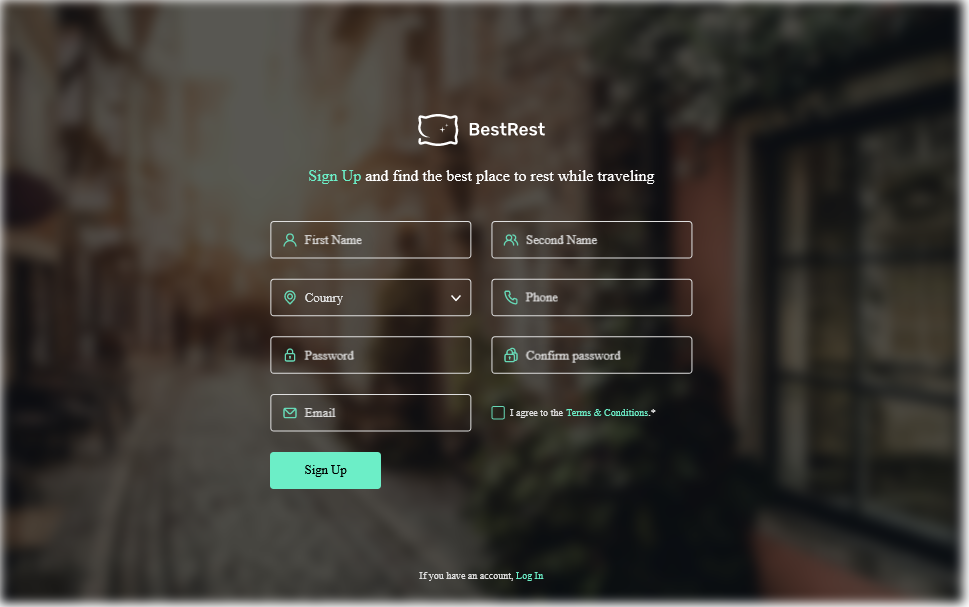 BestRest
Sign Up and find the best place to rest while traveling
First Name
Second Name
Counry
Phone
Password
Confirm password
Email
I agree to the Terms & Conditions.*
Sign Up
If you have an account, Log In